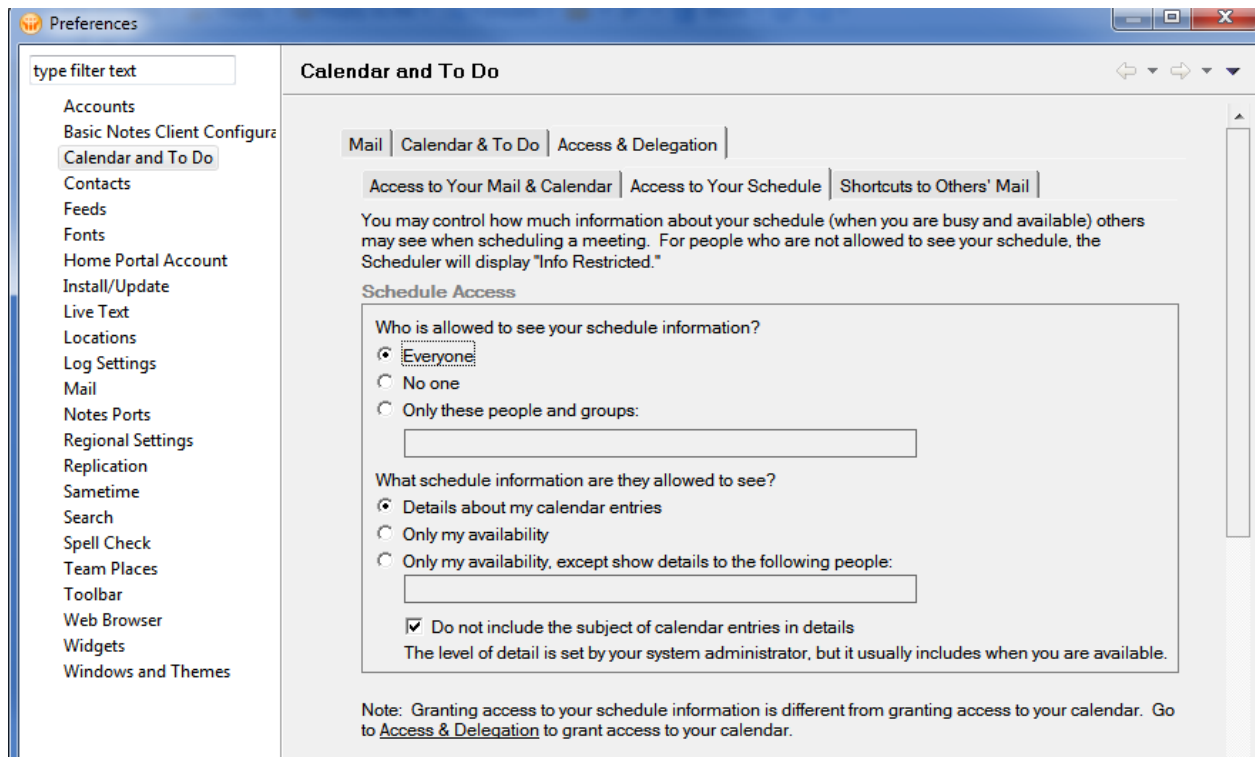 Preferences
type filter text
Accounts
Basic Notes Client Configura
Calendar and To Do
Contacts
Feeds
Fonts
Home Portal Account
Install/Update
Live Text
Locations
Log Settings
Mail
Notes Ports
Regional Settings
Replication
Sametime
Search
Spell Check
Team Places
Toolbar
Web Browser
Widgets
Windows and Themes
Calendar and To Do
Mail
Calendar & To Do
Access & Delegation
Access to Your Mail & Calendar
Access to Your Schedule
Shortcuts to Others' Mail
You may control how much information about your schedule (when you are busy and available) others
may see when scheduling a meeting. For people who are not allowed to see your schedule, the
Scheduler will display "Info Restricted."
Schedule Access
Who is allowed to see your schedule information?
Everyone
No one
Only these people and groups:
What schedule information are they allowed to see?
Details about my calendar entries
Only my availability
Only my availability, except show details to the following people:
Do not include the subject of calendar entries in details
The level of detail is set by your system administrator, but it usually includes when you are available.
Note: Granting access to your schedule information is different from granting access to your calendar. Go
to Access & Delegation to grant access to your calendar.